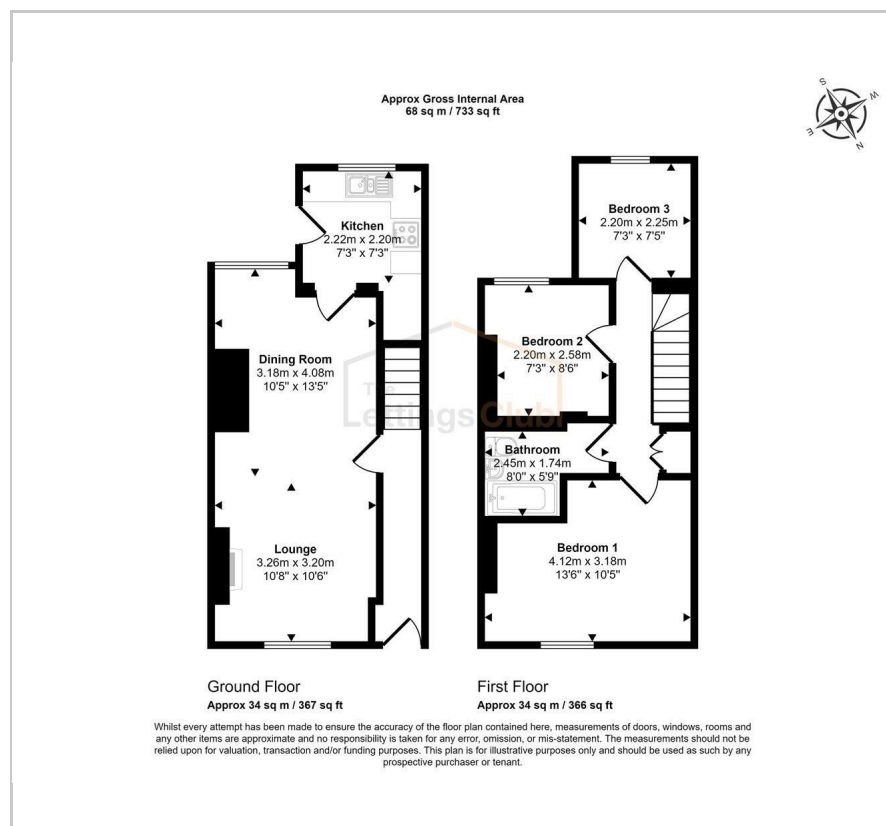 Approx Gross Internal Area
68 sq m / 733 sq ft
S
W
E
N
Kitchen
2.22m x 2.20m
7'3" x 7'3"
Dining Room
3.18m x 4.08m
10'5" x 13'5"
Lounge
3.26m x 3.20m
10'8" x 10'6"
Bedroom 3
2.20m x 2.25m
7'3" x 7'5"
Bedroom 2
2.20m x 2.58m
7'3" x 8'6"
Bathroom
2.45m x 1.74m
8'0" x 5'9"
Bedroom 1
4.12m x 3.18m
13'6" x 10'5"
The
Lettings Club
Ground Floor
Approx 34 sq m / 367 sq ft
First Floor
Approx 34 sq m / 366 sq ft
Whilst every attempt has been made to ensure the accuracy of the floor plan contained here, measurements of doors, windows, rooms and
any other items are approximate and no responsibility is taken for any error, omission, or mis-statement. The measurements should not be
relied upon for valuation, transaction and/or funding purposes. This plan is for illustrative purposes only and should be used as such by any
prospective purchaser or tenant.